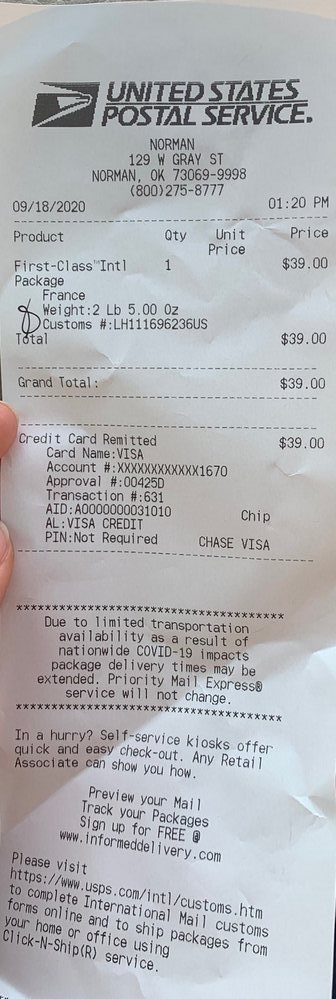 UNITED STATES
POSTAL SERVICE.
NORMAN
129 W GRAY ST
NORMAN, OK 73069-9998
(800)275-8777
09/18/2020 01:20 PM
Product Qty Unit Price
Price
First-Class™Intl 1 $39.00
Package
France
Weight:2 Lb 5.00 Oz
Customs #:LH111696236US
Total $39.00
Grand Total: $39.00
Credit Card Remitted $39.00
Card Name:VISA
Account #:XXXXXXXXXXXX1670
Approval #:00425D
Transaction #:631
AID:A0000000031010 Chip
AL:VISA CREDIT
PIN:Not Required CHASE VISA
****************************************
Due to limited transportation
availability as a result of
nationwide COVID-19 impacts
package delivery times may be
extended. Priority Mail Express®
service will not change.
****************************************
In a hurry? Self-service kiosks offer
quick and easy check-out. Any Retail
Associate can show you how.
Preview your Mail
Track your Packages
Sign up for FREE @
www.informeddelivery.com
Please visit
https://www.usps.com/intl/customs.htm
to complete International Mail customs
forms online and to ship packages from
your home or office using
Click-N-Ship(R) service.